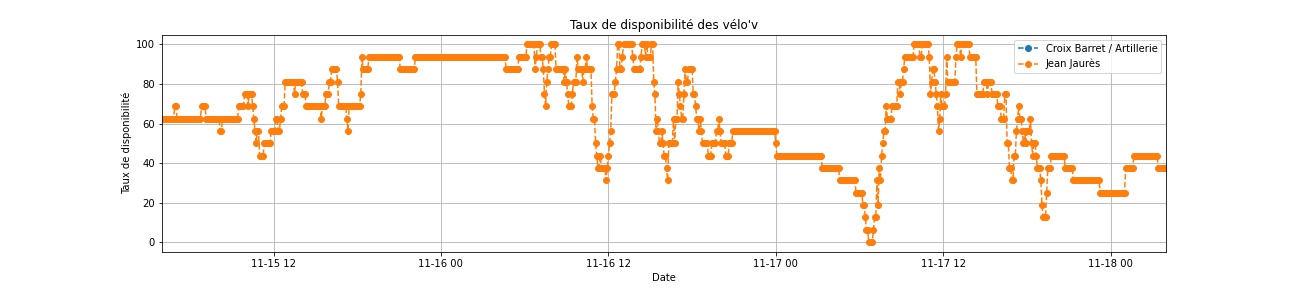 Taux de disponibilité des vélo'v
Croix Barret / Artillerie
Jean Jaurès
Taux de disponibilité
100
80
60
40
20
0
11-15 12
11-16 00
11-16 12
11-17 00
11-17 12
11-18 00
Date